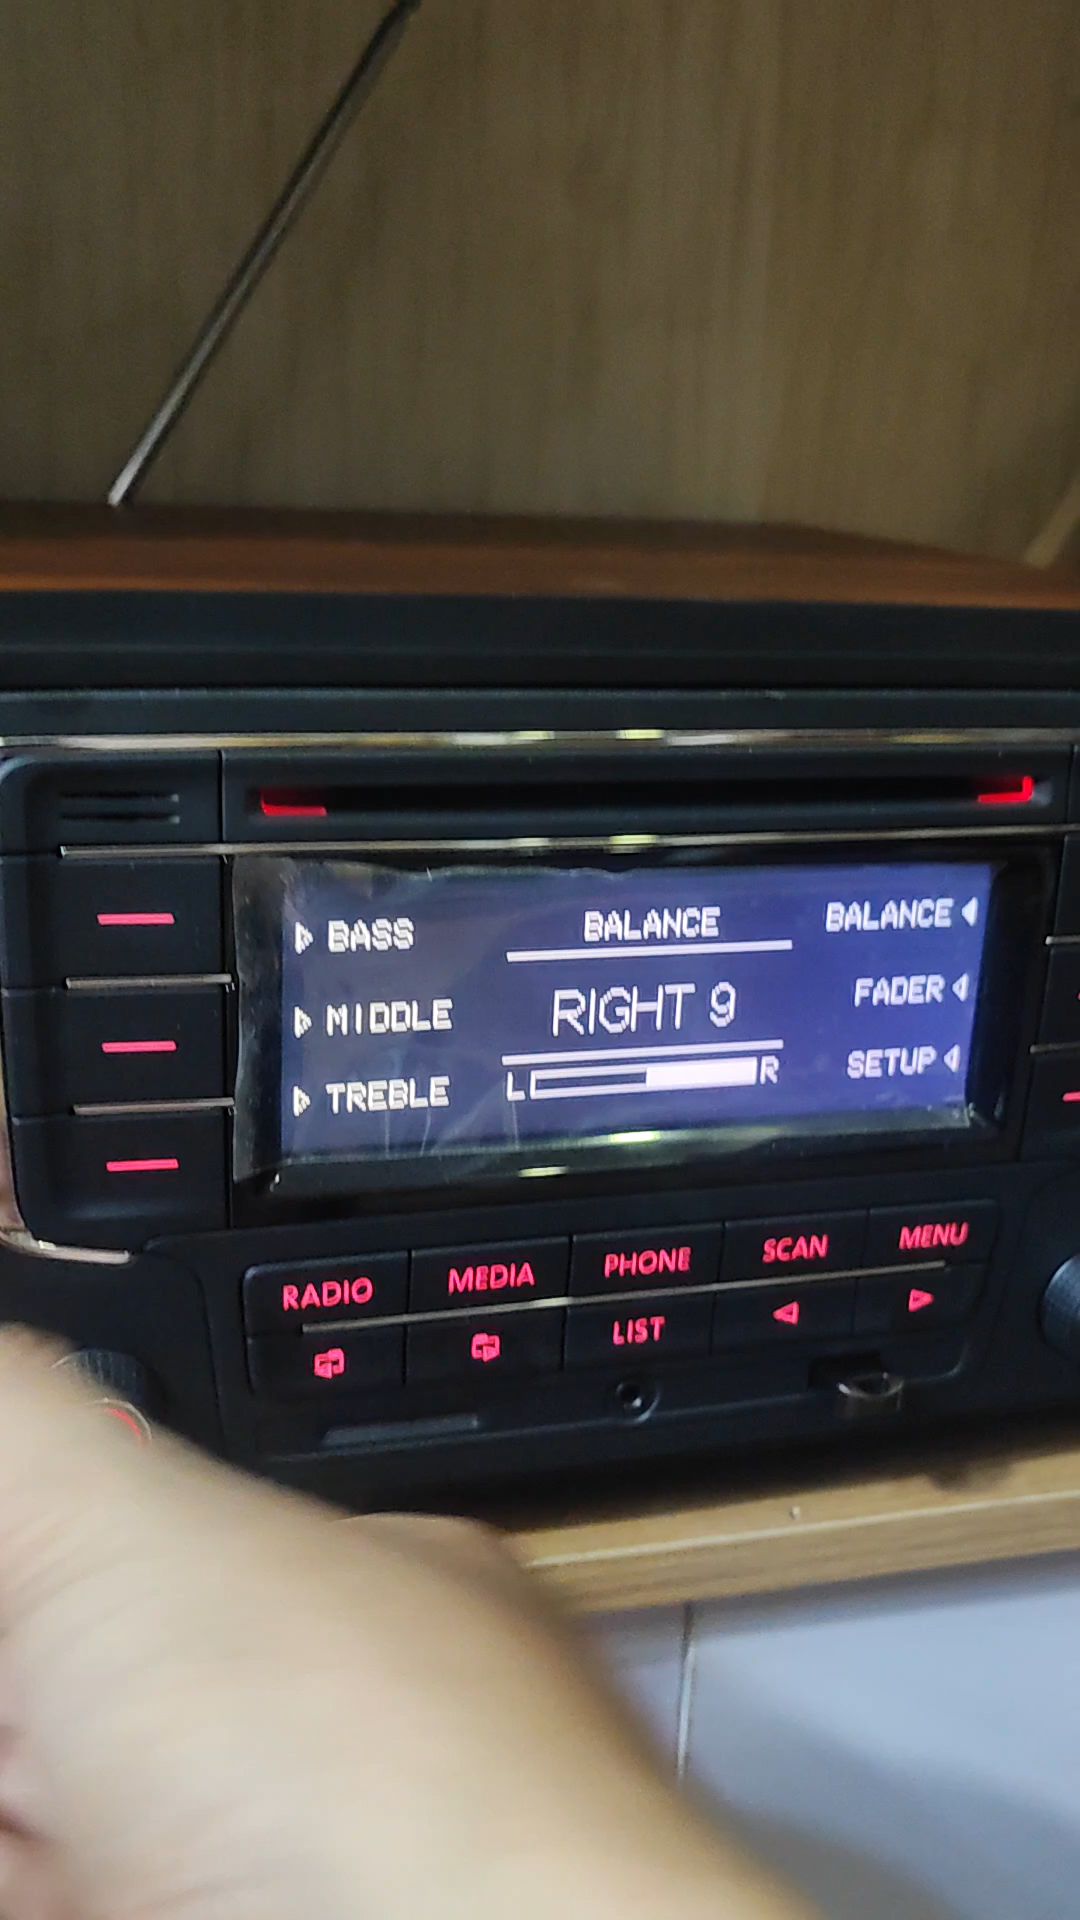 BASS
MIDDLE
TREBLE
BALANCE
RIGHT 9
L R
BALANCE
FADER
SETUP
RADIO MEDIA PHONE SCAN MENU
LIST